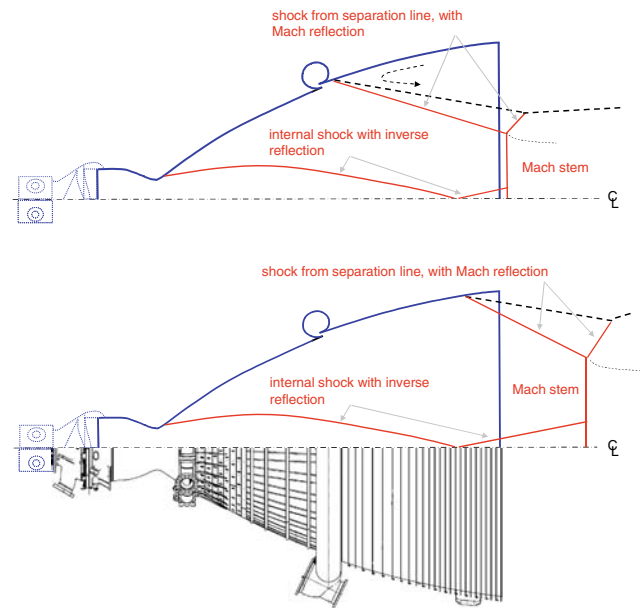 shock from separation line, with
Mach reflection
internal shock with inverse
reflection
Mach stem
℄
shock from separation line, with Mach reflection
internal shock with inverse
reflection
Mach stem
℄